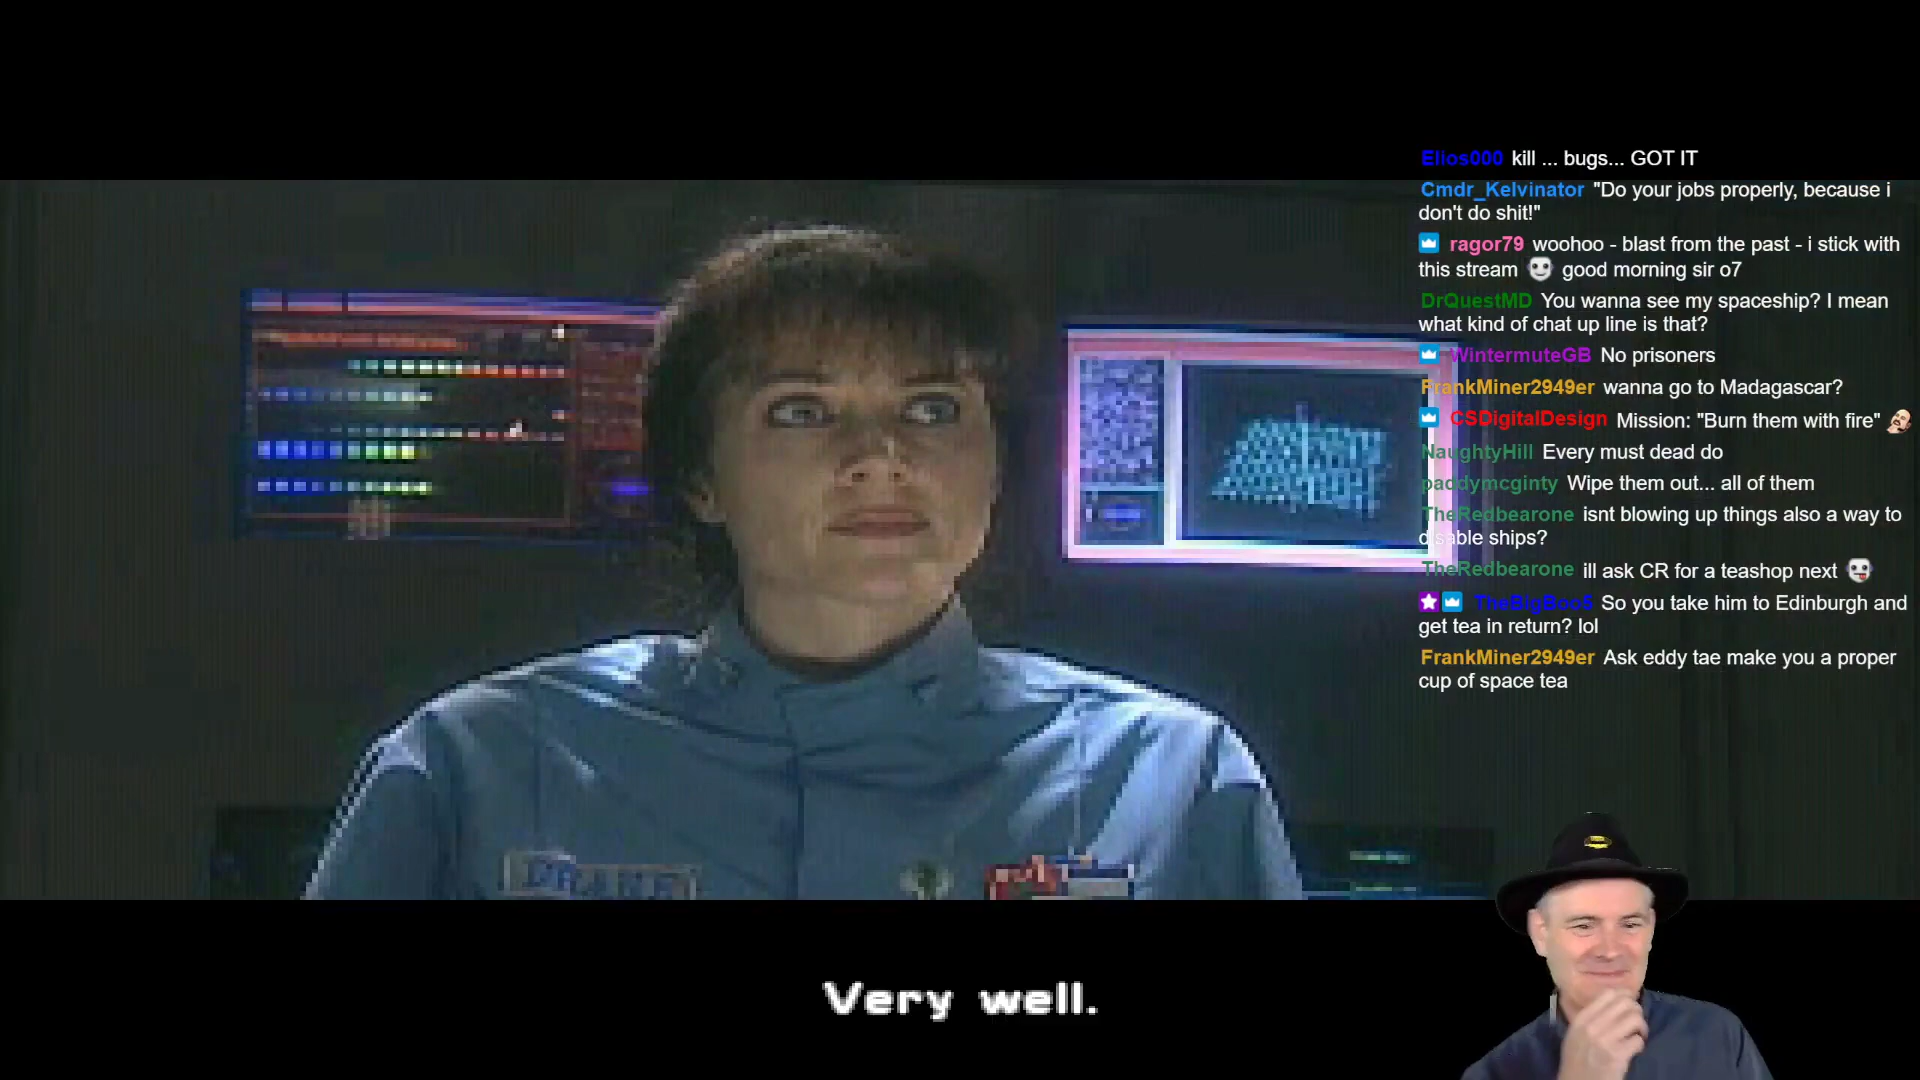 Elios000 kill ... bugs... GOT IT
Cmdr_Kelvinator "Do your jobs properly, because i
don't do shit!"
ragor79 woohoo - blast from the past - i stick with
this stream good morning sir o7
DrQuestMD You wanna see my spaceship? I mean
what kind of chat up line is that?
WintermuteGB No prisoners
FrankMiner2949er wanna go to Madagascar?
CSDigitalDesign Mission: "Burn them with fire"
NaughtyHill Every must dead do
paddymcginty Wipe them out... all of them
TheRedbearone isnt blowing up things also a way to
disable ships?
TheRedbearone ill ask CR for a teashop next
TheBigBoo5 So you take him to Edinburgh and
get tea in return? lol
FrankMiner2949er Ask eddy tae make you a proper
cup of space tea
Very well.